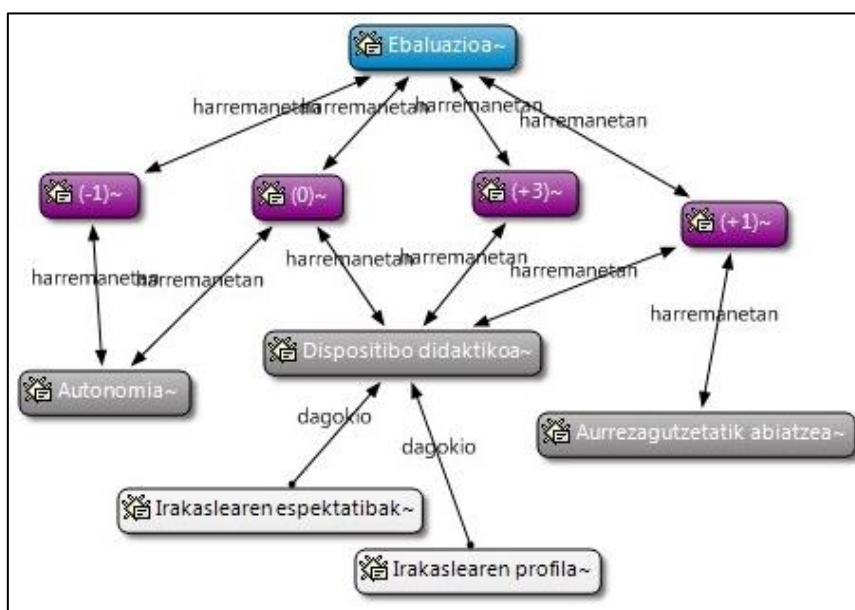 Ebaluazioa~
harremanetan
harremanetan
harremanetan
harremanetan
(-1)~
(0)~
(+3)~
(+1)~
harremanetan
harremanetan
harremanetan
harremanetan
harremanetan
harremanetan
Dispositibo didaktikoa~
Autonomia~
Aurrezagutzetatik abiatzea~
dagokio
dagokio
Irakaslearen espektatibak~
Irakaslearen profila~